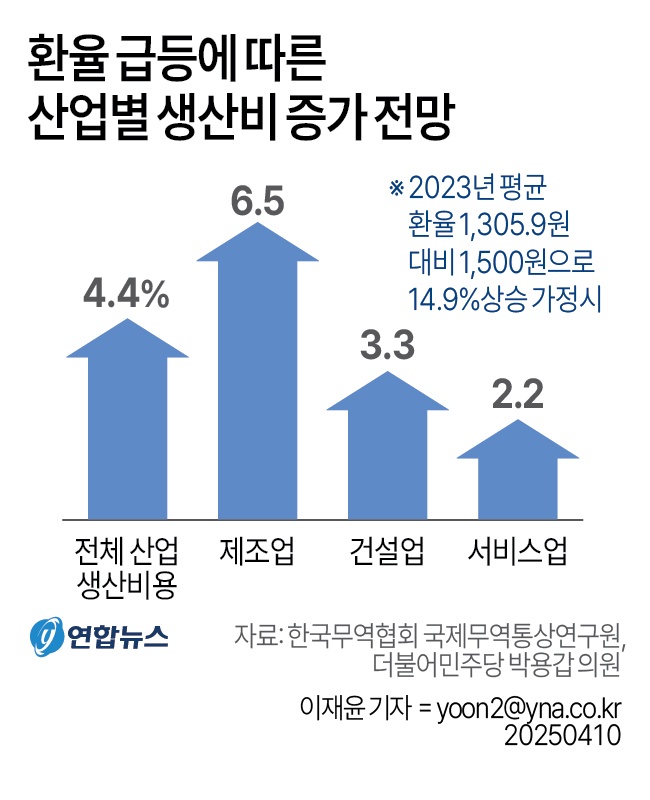 환율 급등에 따른
산업별 생산비 증가 전망
※ 2023년 평균
환율 1,305.9원
대비 1,500원으로
14.9%상승 가정시
4.4%
6.5
3.3
2.2
전체 산업
생산비용
제조업
건설업
서비스업
y 연합뉴스
자료: 한국무역협회 국제무역통상연구원,
더불어민주당 박용갑 의원
이재윤 기자 = yoon2@yna.co.kr
20250410